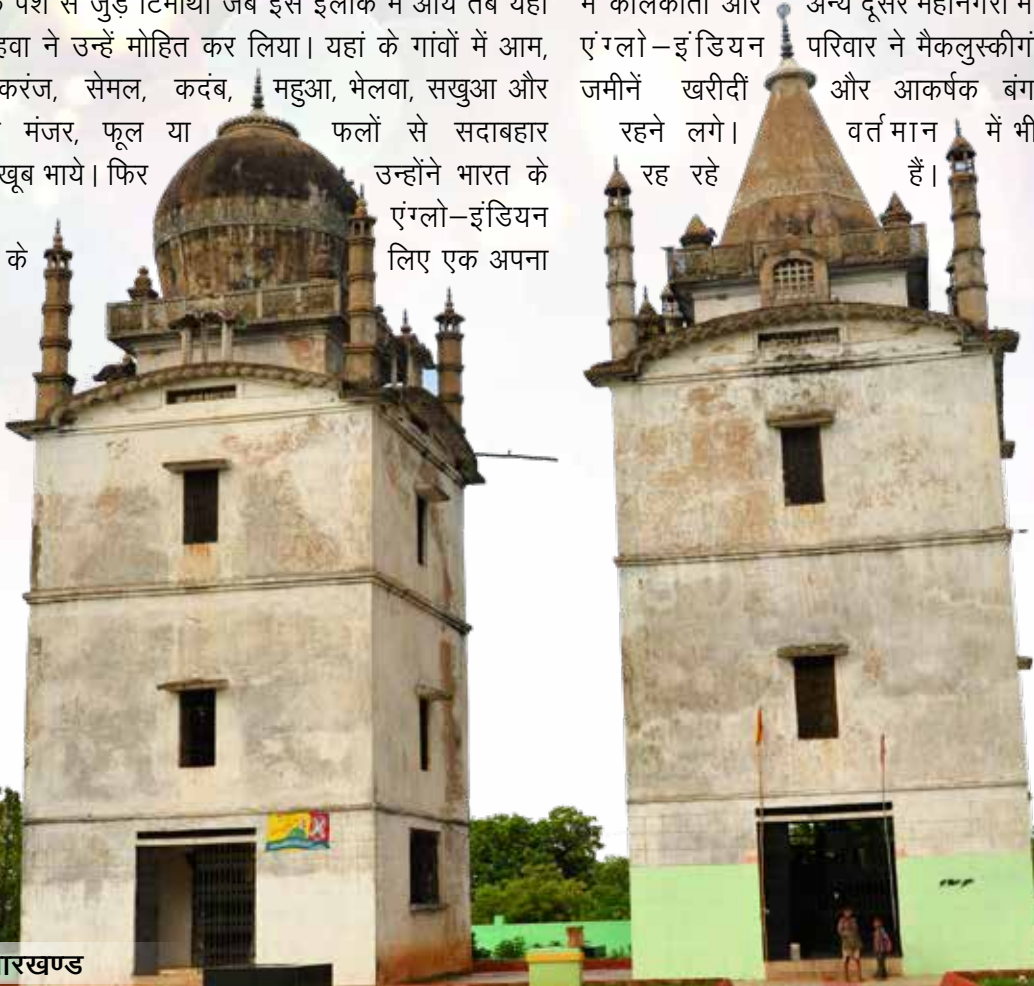 पेशे से जुड़े टिमोथी जब इस इलाके में आये तब यहां
हवा ने उन्हें मोहित कर लिया। यहां के गांवों में आम,
करंज, सेमल, कदंब, महुआ, भेलवा, सखुआ और
मंजर, फूल या फलों से सदाबहार
खूब भाये। फिर उन्होंने भारत के
एंग्लो–इंडियन
के लिए एक अपना
में कोलकाता और अन्य दूसरे महानगरों में
एंग्लो–इंडियन परिवार ने मैकलुस्कीगं
जमीनें खरीदीं और आकर्षक बंग
रहने लगे। वर्तमान में भी
रह रहे हैं।
ारखण्ड